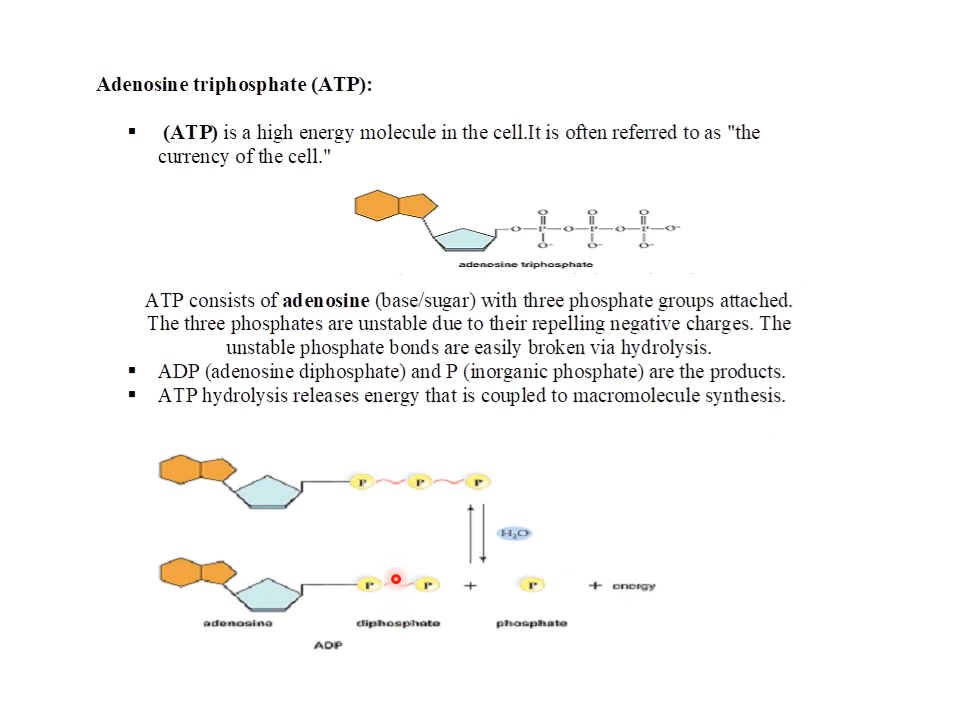 Adenosine triphosphate (ATP):
▪ (ATP) is a high energy molecule in the cell.It is often referred to as "the
currency of the cell."
O O O
O P O P O P O-
O- O- O-
adenosine triphosphate
ATP consists of adenosine (base/sugar) with three phosphate groups attached.
The three phosphates are unstable due to their repelling negative charges. The
unstable phosphate bonds are easily broken via hydrolysis.
▪ ADP (adenosine diphosphate) and P (inorganic phosphate) are the products.
▪ ATP hydrolysis releases energy that is coupled to macromolecule synthesis.
P P P
H₂O
P P + P + energy
adenosine diphosphate phosphate
ADP